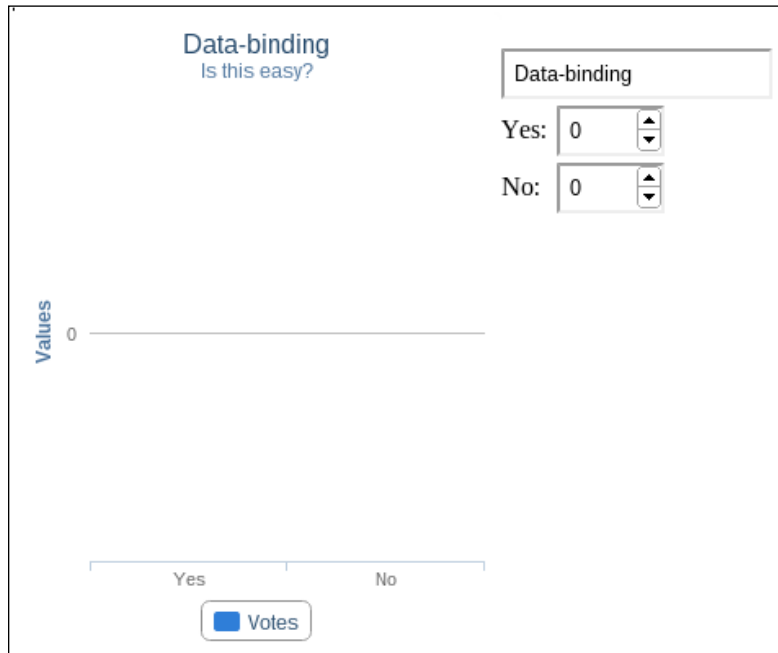 Data-binding
Is this easy?
Values
0
Yes
No
Votes
Data-binding
Yes: 0
No: 0